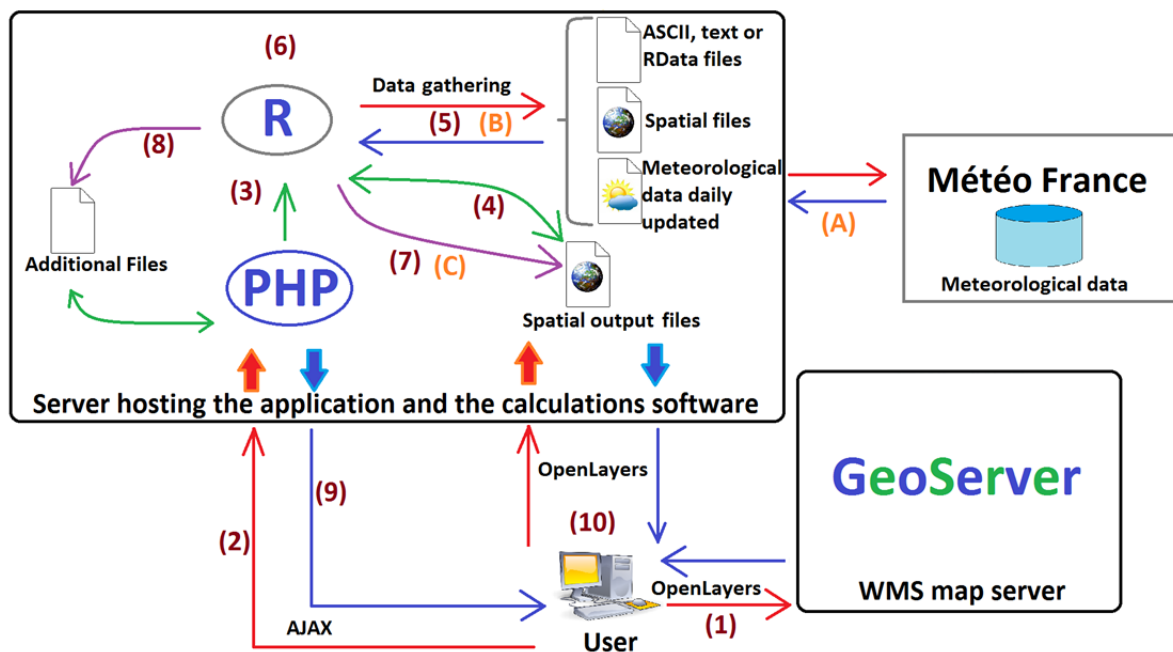 (6)
R
Data gathering
(5) (B)
ASCII, text or
RData files
Spatial files
Meteorological
data daily
updated
(8)
(3)
(4)
Additional Files
PHP
(7) (C)
Spatial output files
Server hosting the application and the calculations software
(A)
Météo France
Meteorological data
OpenLayers
(9)
(2)
(10)
AJAX
User
OpenLayers
(1)
GeoServer
WMS map server